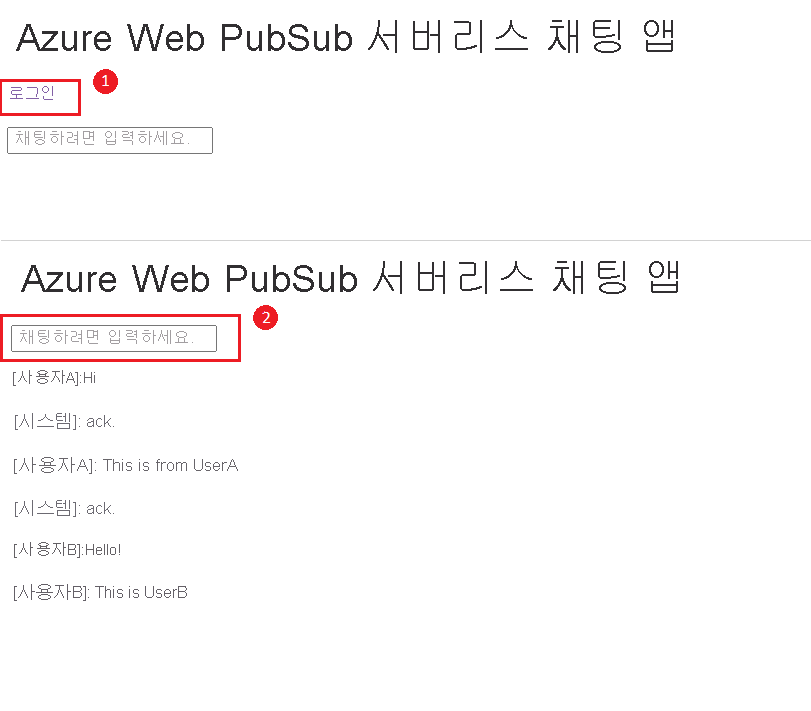 Azure Web PubSub 서버리스 채팅 앱
로그인
1
채팅하려면 입력하세요.
Azure Web PubSub 서버리스 채팅 앱
2
채팅하려면 입력하세요.
[사용자A]:Hi
[시스템]: ack.
[사용자A]: This is from UserA
[시스템]: ack.
[사용자B]:Hello!
[사용자B]: This is UserB